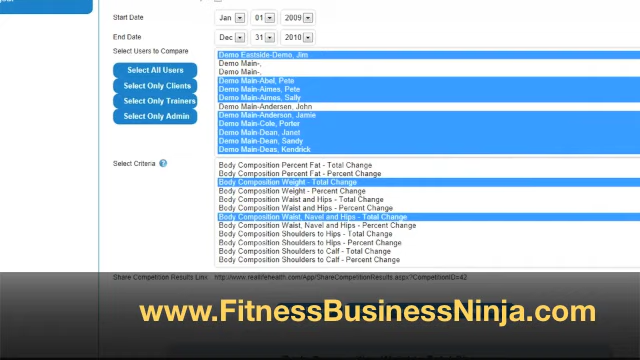 Start Date
Jan 01 2009
End Date
Dec 31 2010
Select Users to Compare
Select All Users
Select Only Clients
Select Only Trainers
Select Only Admin
Demo Eastside-Demo, Jim
Demo Main-,
Demo Main-,
Demo Main-Abel, Pete
Demo Main-Aimes, Pete
Demo Main-Aimes, Sally
Demo Main-Andersen, John
Demo Main-Anderson, Jamie
Demo Main-Cole, Porter
Demo Main-Dean, Janet
Demo Main-Dean, Sandy
Demo Main-Deas, Kendrick
Select Criteria
Body Composition Percent Fat - Total Change
Body Composition Percent Fat - Percent Change
Body Composition Weight - Total Change
Body Composition Weight - Percent Change
Body Composition Waist and Hips - Total Change
Body Composition Waist and Hips - Percent Change
Body Composition Waist, Navel and Hips - Total Change
Body Composition Waist, Navel and Hips - Percent Change
Body Composition Shoulders to Hips - Total Change
Body Composition Shoulders to Hips - Percent Change
Body Composition Shoulders to Calf - Total Change
Body Composition Shoulders to Calf - Percent Change
Share Competition Results Link: http://www.reallifehealth.com/App/ShareCompetitionResults.aspx?CompetitionID=42
www.FitnessBusinessNinja.com